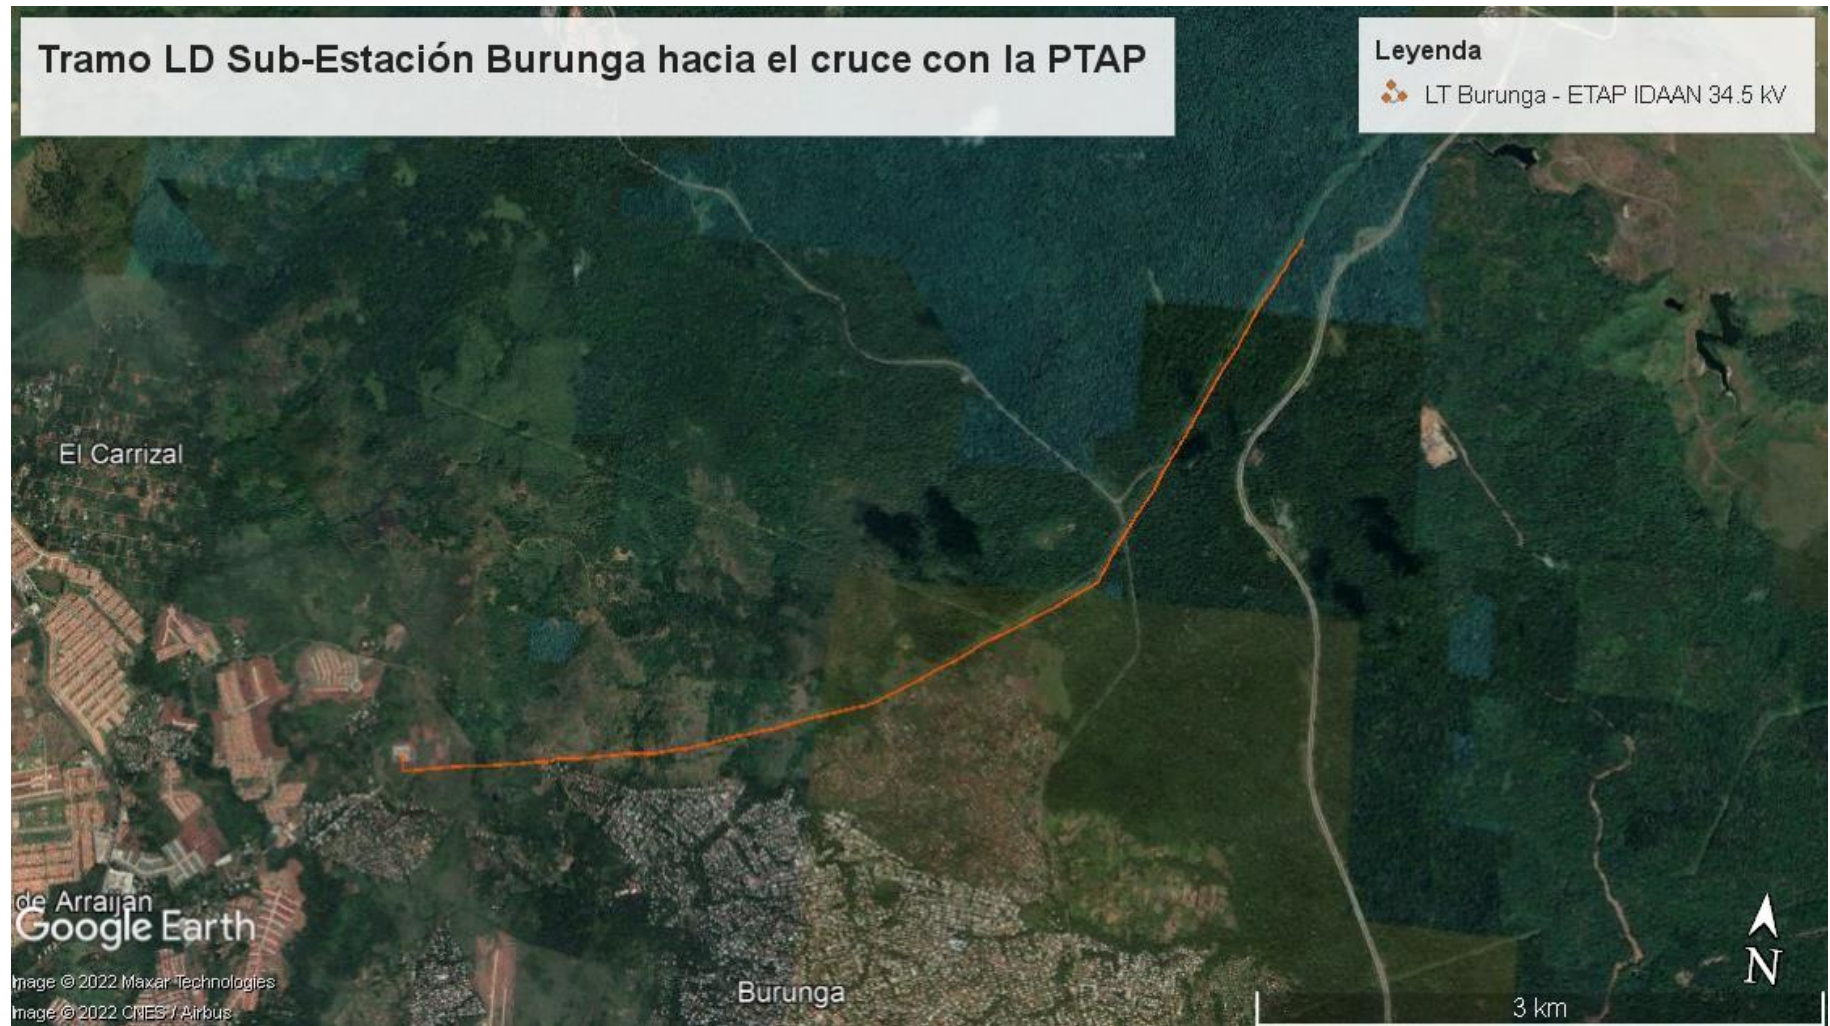 Tramo LD Sub-Estación Burunga hacia el cruce con la PTAP
Leyenda
LT Burunga - ETAP IDAAN 34.5 kV
El Carrizal
de Arraiján
Google Earth
Image © 2022 Maxar Technologies
Image © 2022 CNES / Airbus
Burunga
N
3 km